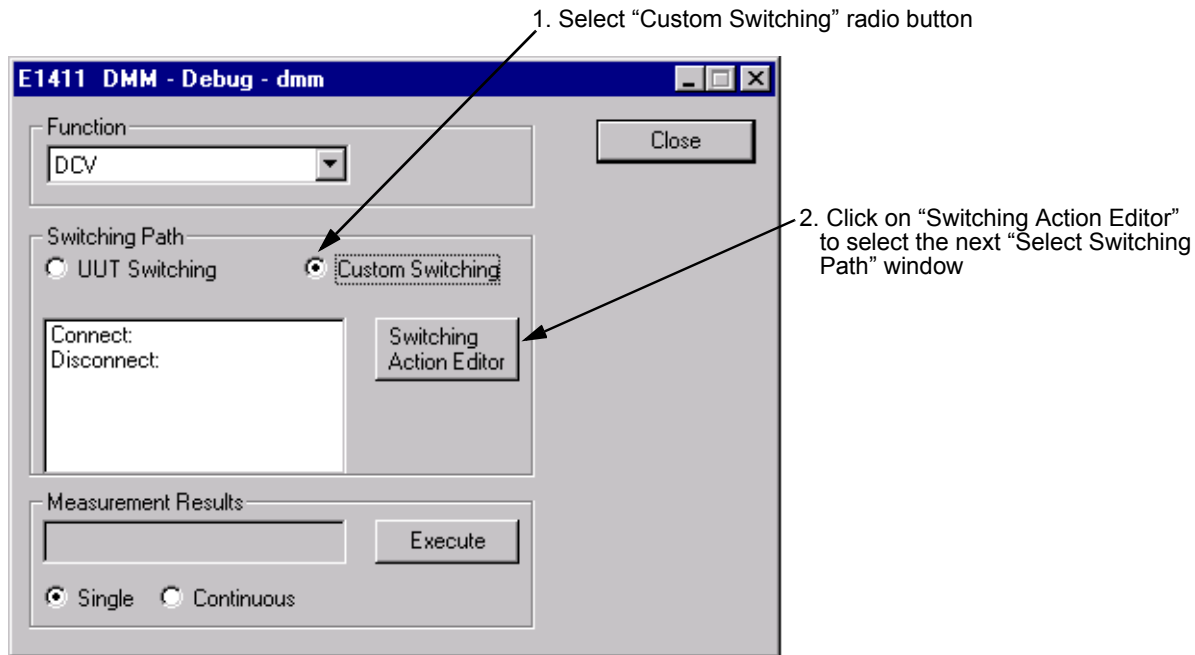 1. Select “Custom Switching” radio button
E1411 DMM - Debug - dmm
Function
DCV
Close
Switching Path
UUT Switching
Custom Switching
2. Click on “Switching Action Editor”
to select the next “Select Switching
Path” window
Connect:
Disconnect:
Switching
Action Editor
Measurement Results
Execute
Single
Continuous